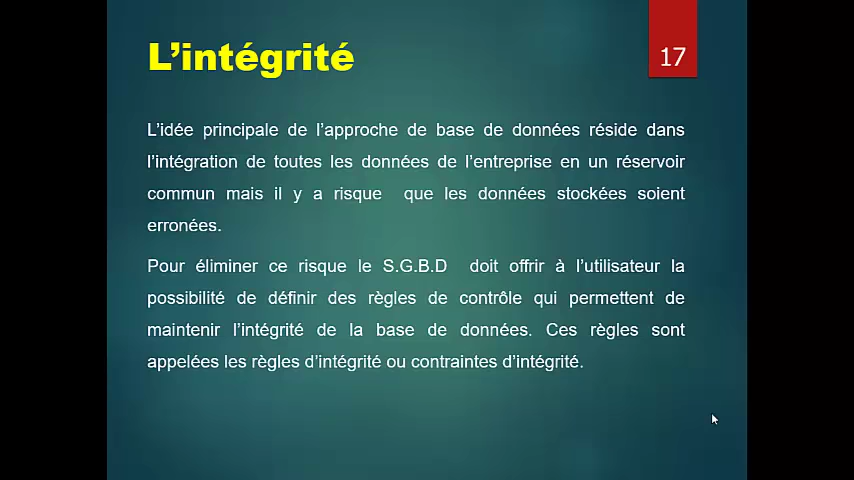 L'intégrité
17
L'idée principale de l'approche de base de données réside dans
l'intégration de toutes les données de l'entreprise en un réservoir
commun mais il y a risque que les données stockées soient
erronées.
Pour éliminer ce risque le S.G.B.D doit offrir à l'utilisateur la
possibilité de définir des règles de contrôle qui permettent de
maintenir l'intégrité de la base de données. Ces règles sont
appelées les règles d'intégrité ou contraintes d'intégrité.